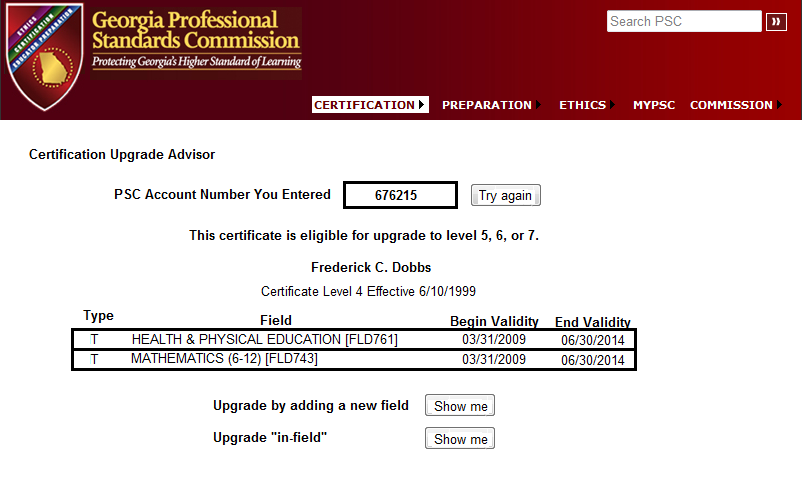 ETHICS
CERTIFICATION
EDUCATOR PREPARATION
Georgia Professional
Standards Commission
Protecting Georgia's Higher Standard of Learning
Search PSC
CERTIFICATION PREPARATION ETHICS MYPSC COMMISSION
Certification Upgrade Advisor
PSC Account Number You Entered 676215 Try again
This certificate is eligible for upgrade to level 5, 6, or 7.
Frederick C. Dobbs
Certificate Level 4 Effective 6/10/1999
Type Field Begin Validity End Validity
T HEALTH & PHYSICAL EDUCATION [FLD761] 03/31/2009 06/30/2014
T MATHEMATICS (6-12) [FLD743] 03/31/2009 06/30/2014
Upgrade by adding a new field Show me
Upgrade "in-field" Show me